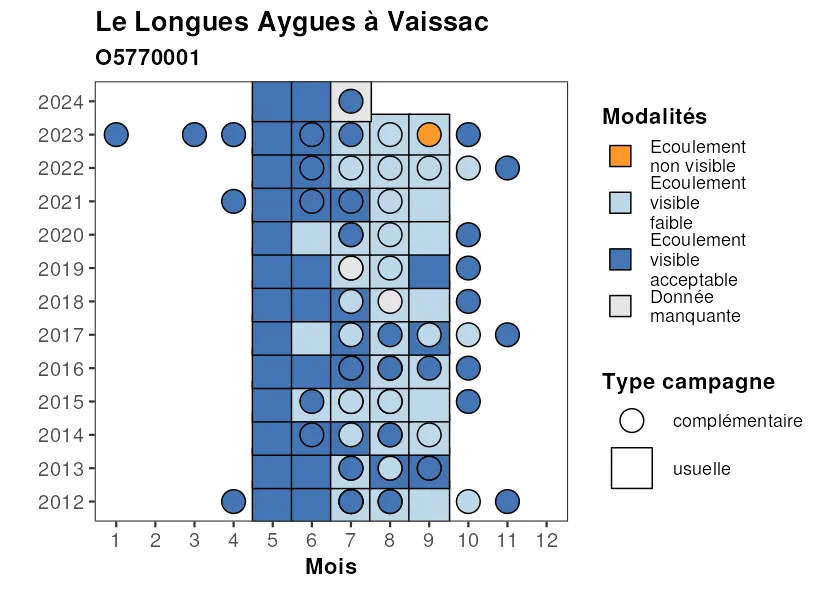 Le Longues Aygues à Vaissac
O5770001
2024
2023
2022
2021
2020
2019
2018
2017
2016
2015
2014
2013
2012
1 2 3 4 5 6 7 8 9 10 11 12
Mois
Modalités
Ecoulement
non visible
Ecoulement
visible
faible
Ecoulement
visible
acceptable
Donnée
manquante
Type campagne
complémentaire
usuelle